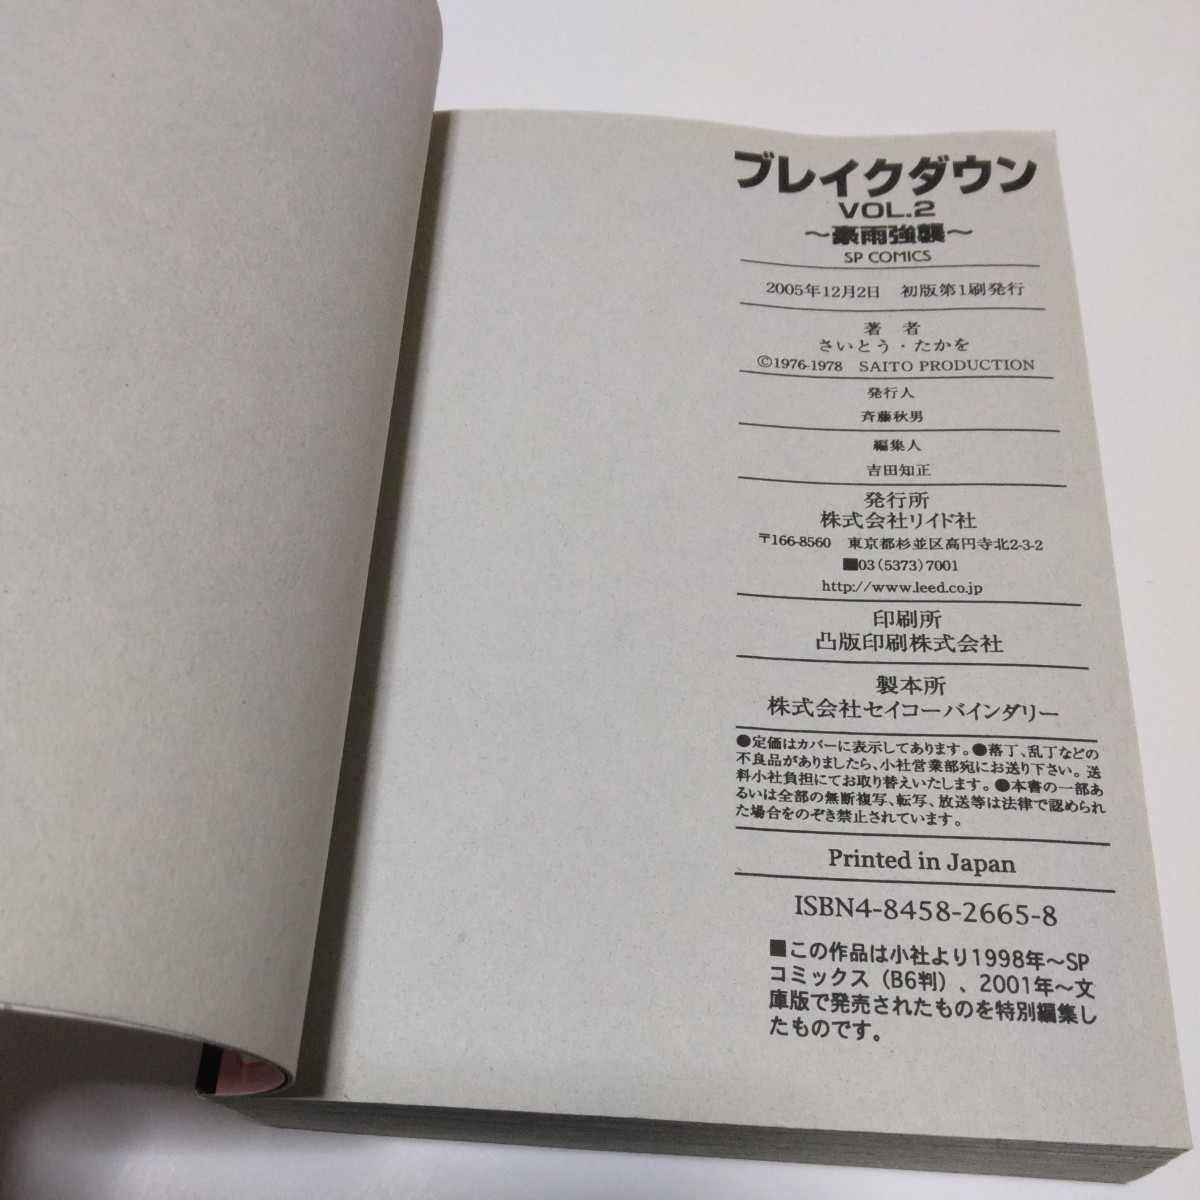 ブレイクダウン
VOL.2
～豪雨強襲～
SP COMICS
2005年12月2日　初版第1刷発行
著　者
さいとう・たかを
©1976-1978　SAITO PRODUCTION
発行人
斉藤秋男
編集人
吉田知正
発行所
株式会社リイド社
〒166-8560　東京都杉並区高円寺北2-3-2
■03(5373)7001
http://www.leed.co.jp
印刷所
凸版印刷株式会社
製本所
株式会社セイコーバインダリー
●定価はカバーに表示してあります。●落丁、乱丁などの
不良品がありましたら、小社営業部宛にお送り下さい。送
料小社負担にてお取り替えいたします。●本書の一部あ
るいは全部の無断複写、転写、放送等は法律で認められ
た場合をのぞき禁止されています。
Printed in Japan
ISBN4-8458-2665-8
■この作品は小社より1998年～SP
コミックス（B6判）、2001年～文
庫版で発売されたものを特別編集し
たものです。